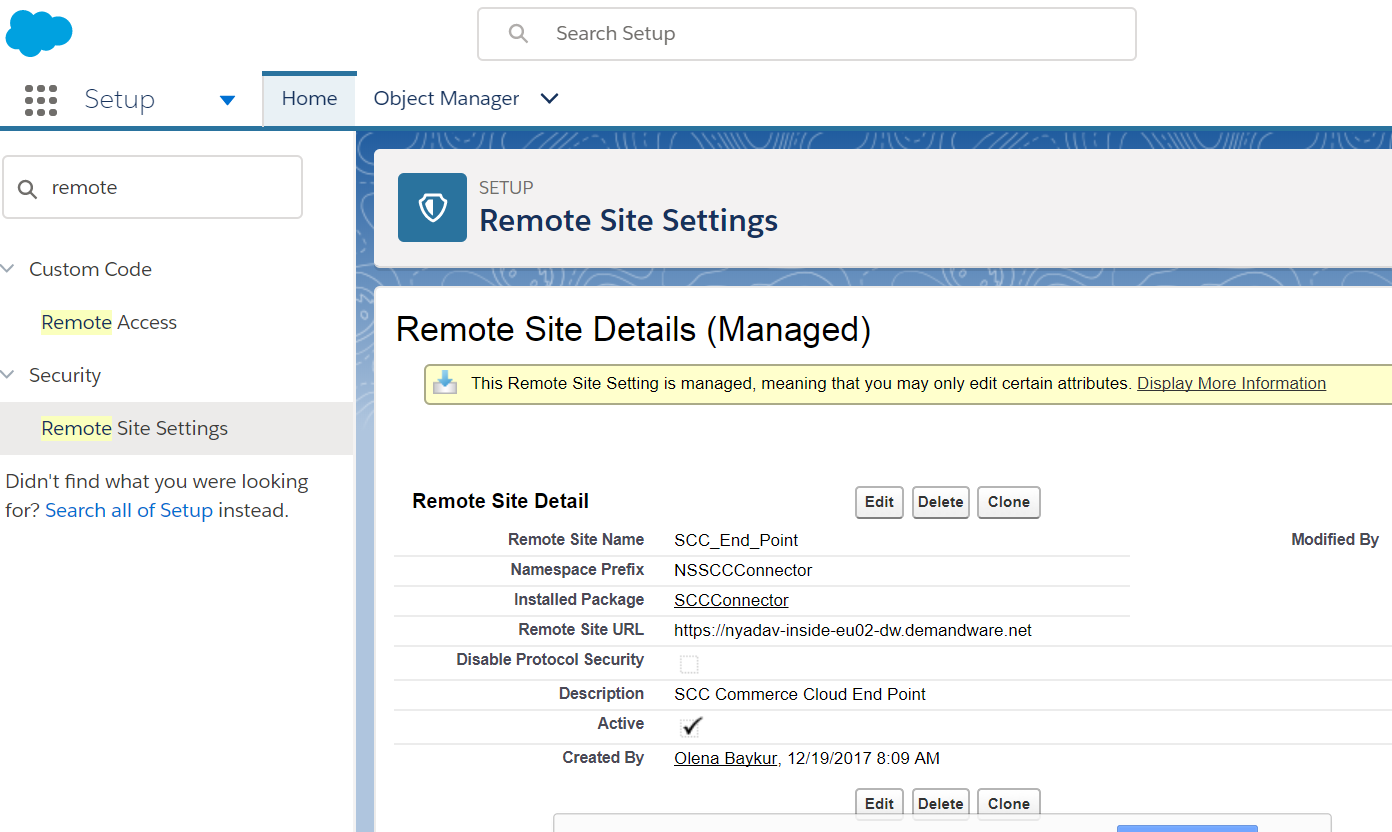 Search Setup
Setup
Home
Object Manager
remote
Custom Code
Remote Access
Security
Remote Site Settings
Didn't find what you were looking
for? Search all of Setup instead.
SETUP
Remote Site Settings
Remote Site Details (Managed)
This Remote Site Setting is managed, meaning that you may only edit certain attributes. Display More Information
Remote Site Detail
Edit Delete Clone
Remote Site Name SCC_End_Point Modified By
Namespace Prefix NSSCCConnector
Installed Package SCCConnector
Remote Site URL https://nyadav-inside-eu02-dw.demandware.net
Disable Protocol Security
Description SCC Commerce Cloud End Point
Active
Created By Olena Baykur, 12/19/2017 8:09 AM
Edit Delete Clone